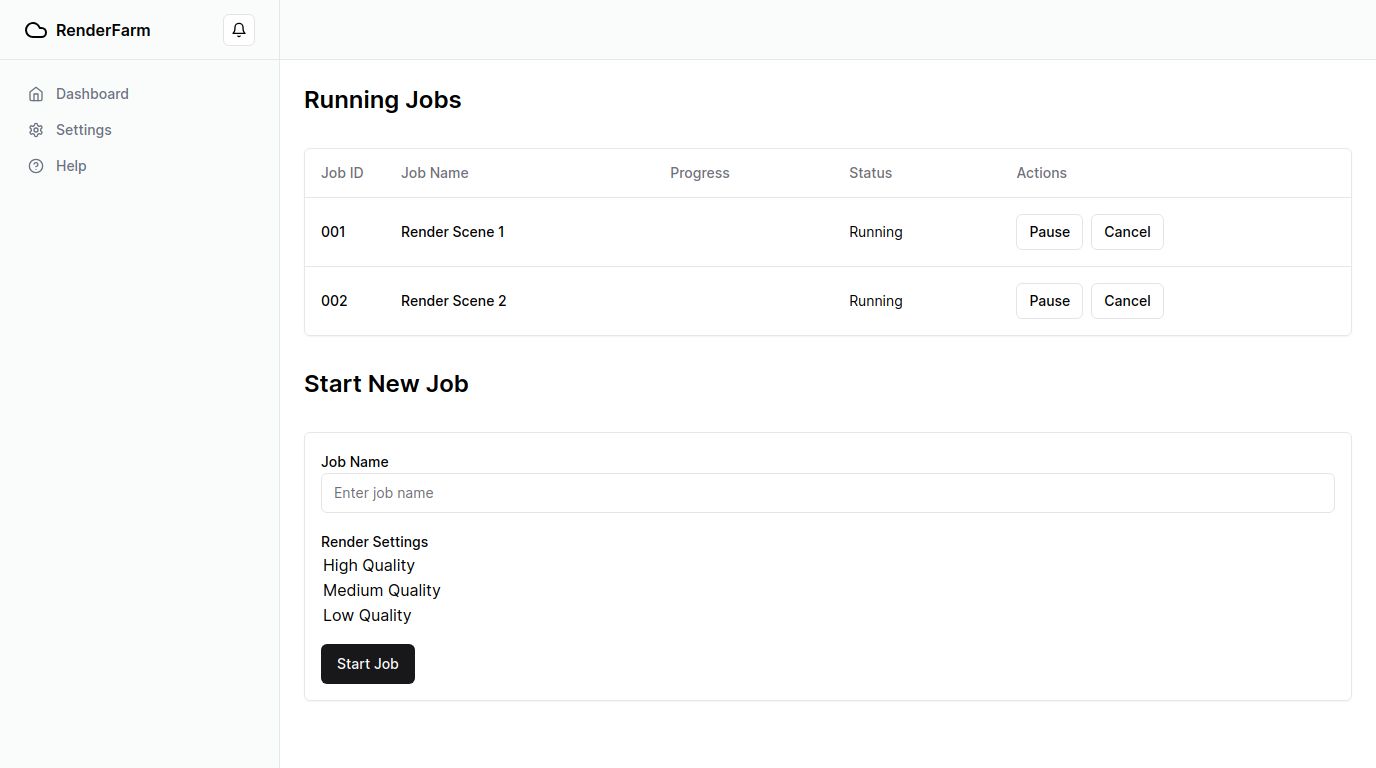 RenderFarm
Dashboard
Settings
Help
Running Jobs
Job ID Job Name Progress Status Actions
001 Render Scene 1 Running Pause Cancel
002 Render Scene 2 Running Pause Cancel
Start New Job
Job Name
Enter job name
Render Settings
High Quality
Medium Quality
Low Quality
Start Job